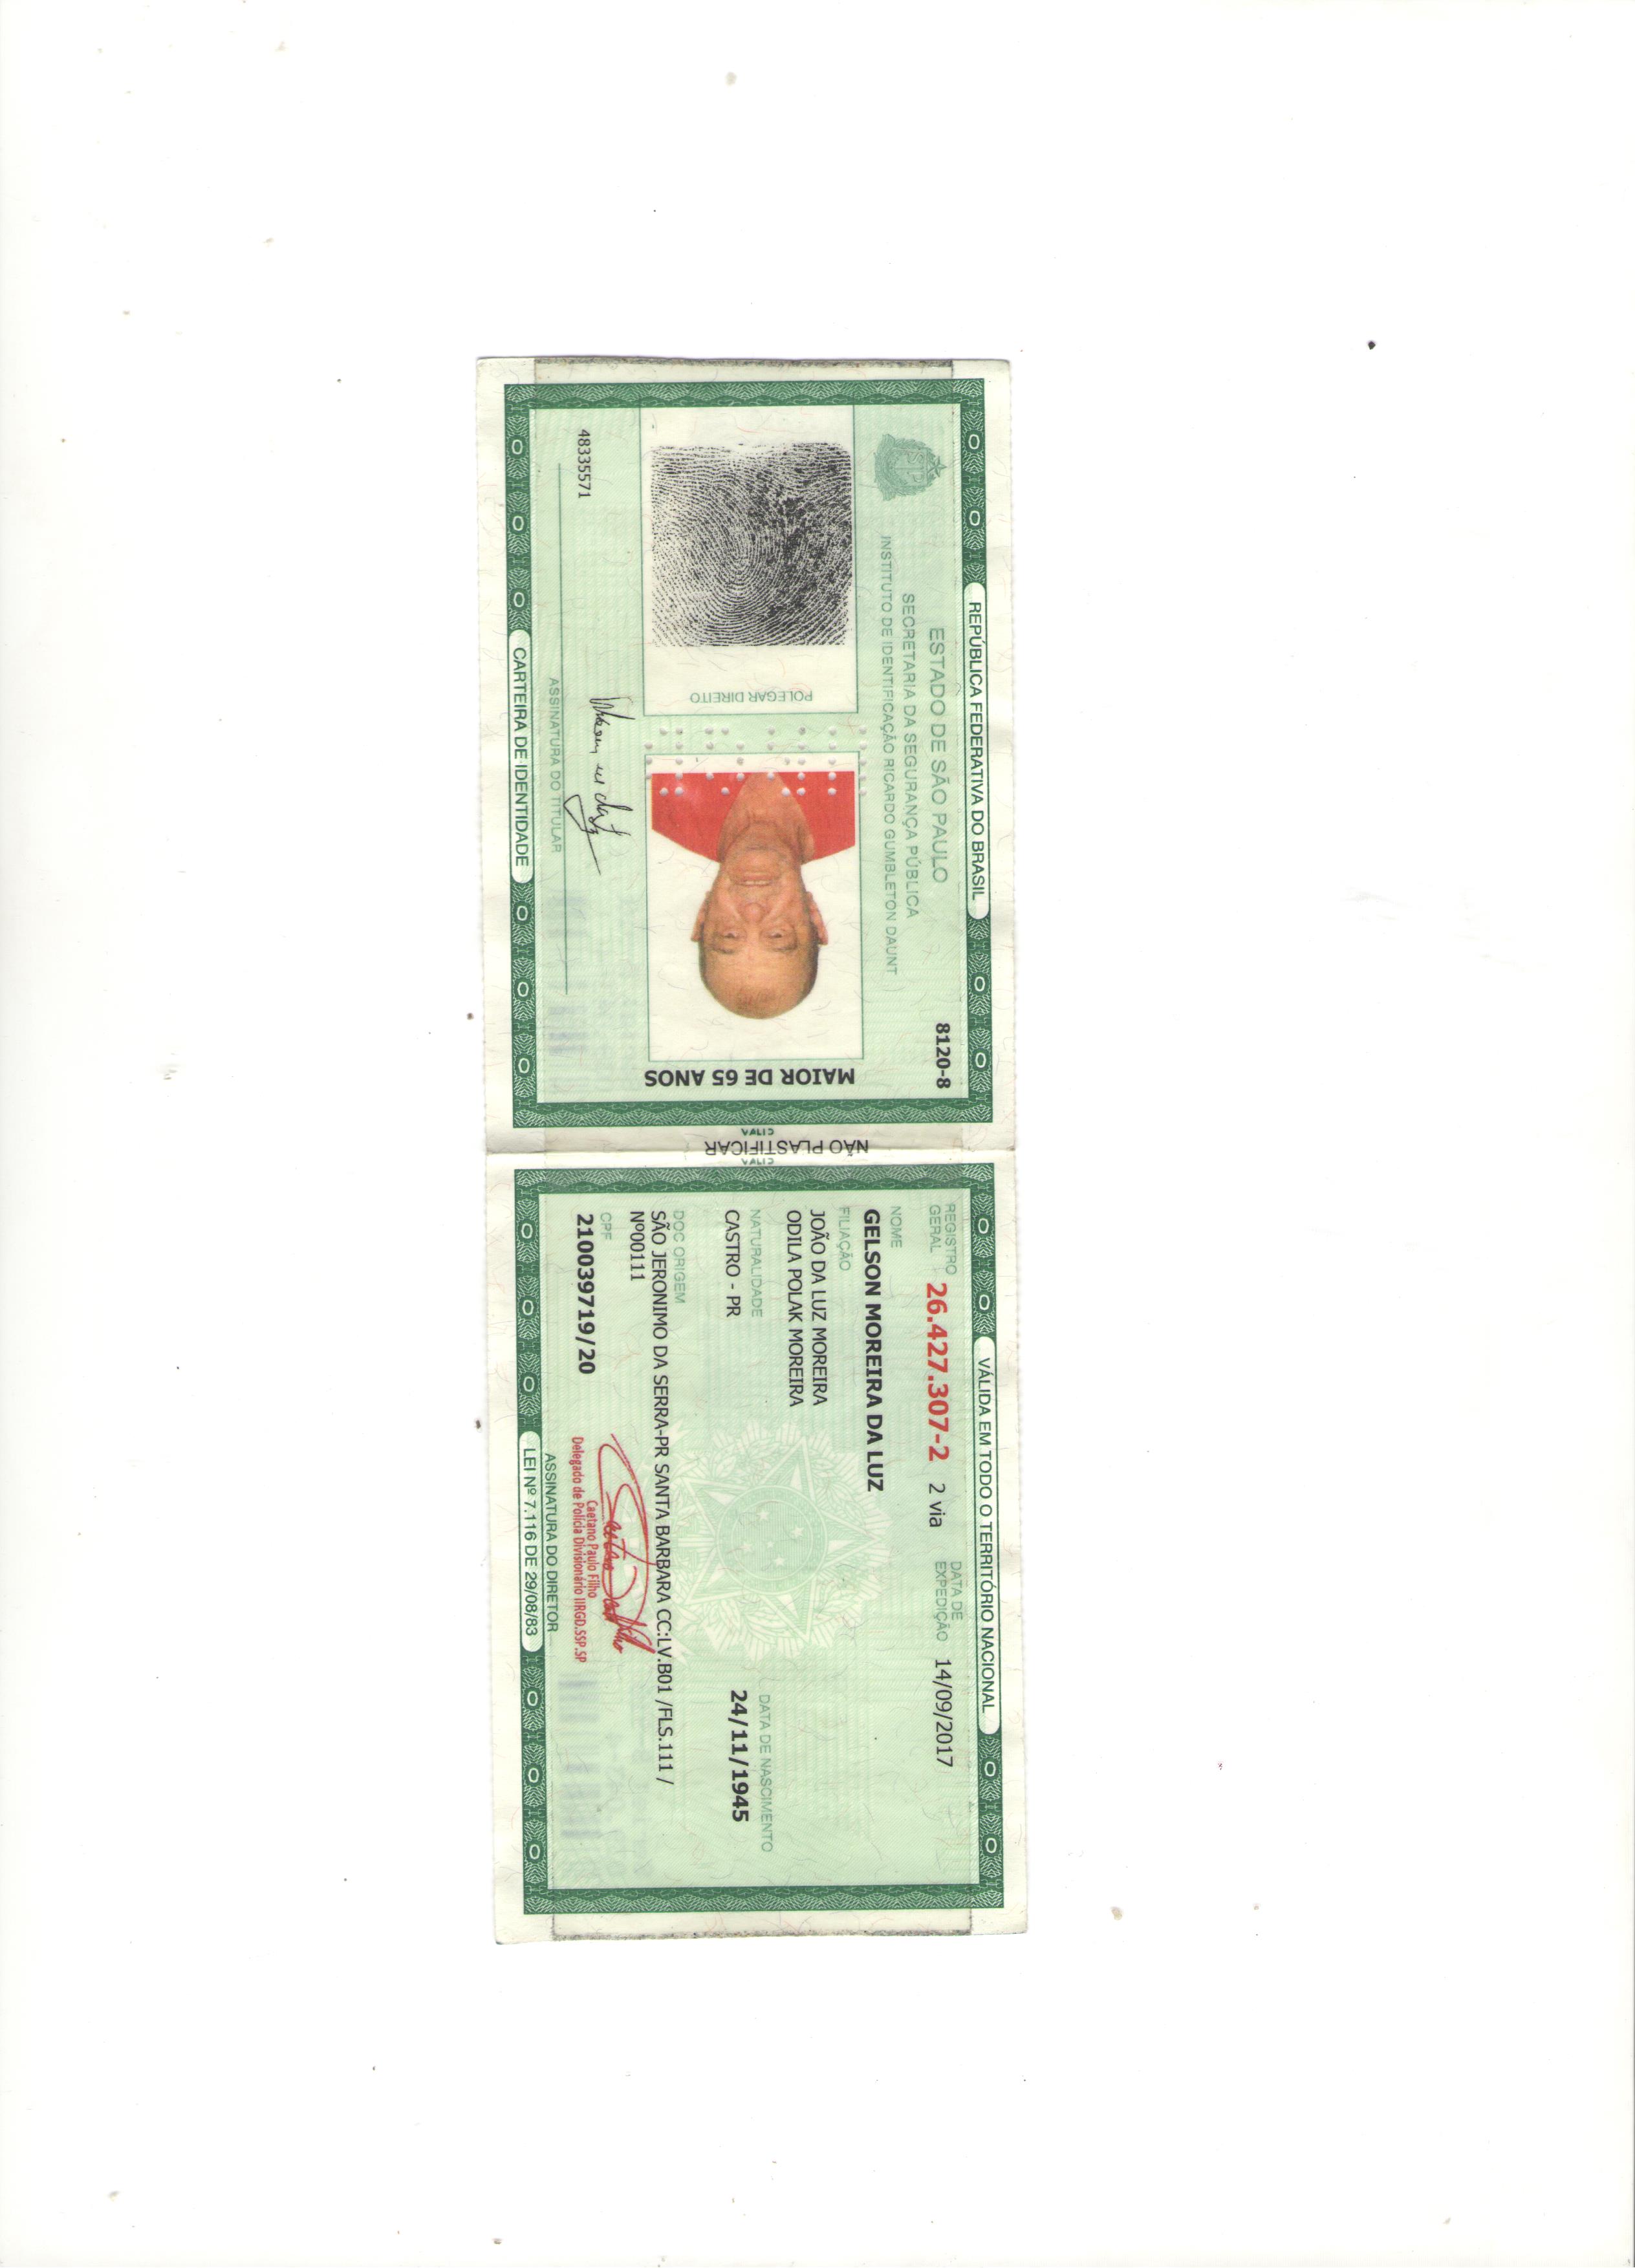 REPÚBLICA FEDERATIVA DO BRASIL
ESTADO DE SÃO PAULO
8120-8
SECRETARIA DA SEGURANÇA PÚBLICA
INSTITUTO DE IDENTIFICAÇÃO RICARDO GUMBLETON DAUNT
POLEGAR DIREITO
MAIOR DE 65 ANOS
48335571
ASSINATURA DO TITULAR
CARTEIRA DE IDENTIDADE
NÃO PLASTIFICAR
VÁLIDA EM TODO O TERRITÓRIO NACIONAL
REGISTRO GERAL 26.427.307-2 2 via DATA DE EXPEDIÇÃO 14/09/2017
NOME
GELSON MOREIRA DA LUZ
FILIAÇÃO
JOÃO DA LUZ MOREIRA
ODILA POLAK MOREIRA
NATURALIDADE DATA DE NASCIMENTO
CASTRO - PR 24/11/1945
DOC ORIGEM
SÃO JERONIMO DA SERRA-PR SANTA BARBARA CC:LV.B01 /FLS.111 /
Nº00111
CPF
210039719/20
Caetano Paulo Filho
Delegado de Polícia Divisionário IIRGD.SSP.SP
ASSINATURA DO DIRETOR
LEI Nº 7.116 DE 29/08/83